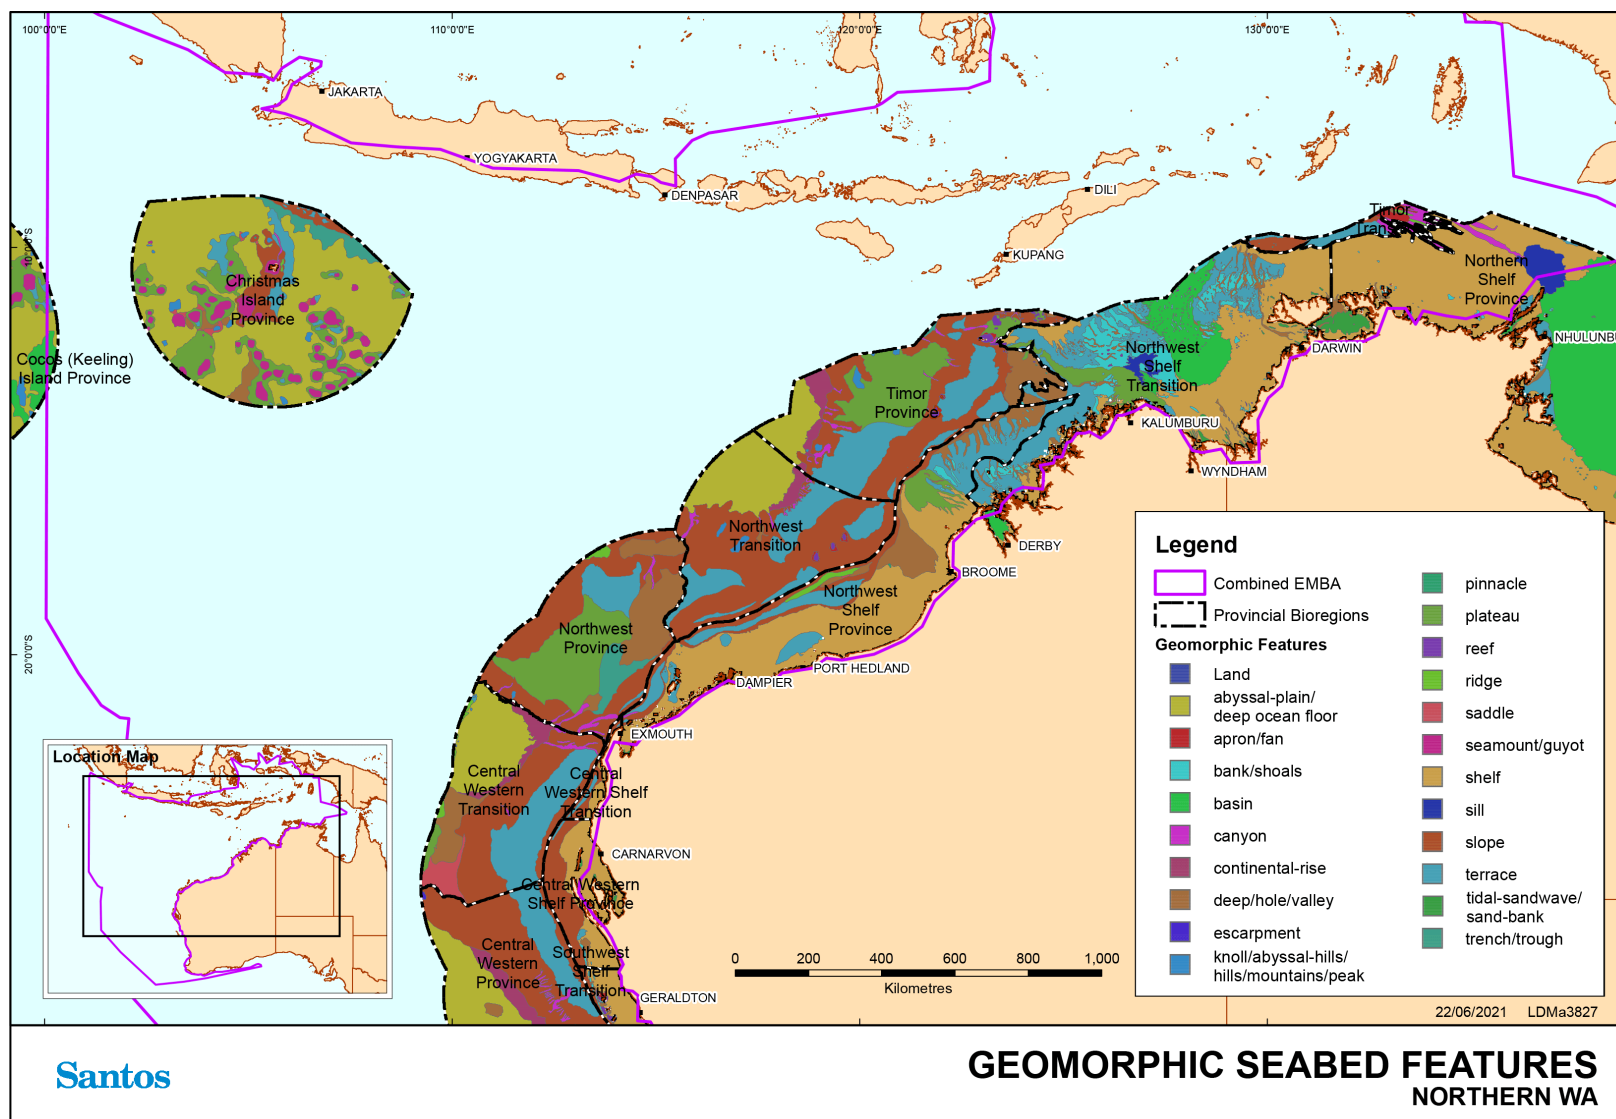 100°0'0"E
110°0'0"E
120°0'0"E
130°0'0"E
JAKARTA
YOGYAKARTA
DENPASAR
DILI
KUPANG
10°0'0"S
Christmas
Island
Province
Cocos (Keeling)
Island Province
Timor
Northern
Shelf
Province
NHULUNBU
DARWIN
Northwest
Shelf
Transition
Timor
Province
KALUMBURU
WYNDHAM
Northwest
Transition
DERBY
BROOME
Northwest
Shelf
Province
Northwest
Province
PORT HEDLAND
DAMPIER
20°0'0"S
EXMOUTH
Central
Western
Transition
Central
Western Shelf
Transition
CARNARVON
Central Western
Shelf Province
Central
Western
Province
Southwest
Shelf
Transition
GERALDTON
Location Map
0 200 400 600 800 1,000
Kilometres
Legend
Combined EMBA
Provincial Bioregions
Geomorphic Features
Land
abyssal-plain/
deep ocean floor
apron/fan
bank/shoals
basin
canyon
continental-rise
deep/hole/valley
escarpment
knoll/abyssal-hills/
hills/mountains/peak
pinnacle
plateau
reef
ridge
saddle
seamount/guyot
shelf
sill
slope
terrace
tidal-sandwave/
sand-bank
trench/trough
22/06/2021 LDMa3827
Santos
GEOMORPHIC SEABED FEATURES
NORTHERN WA